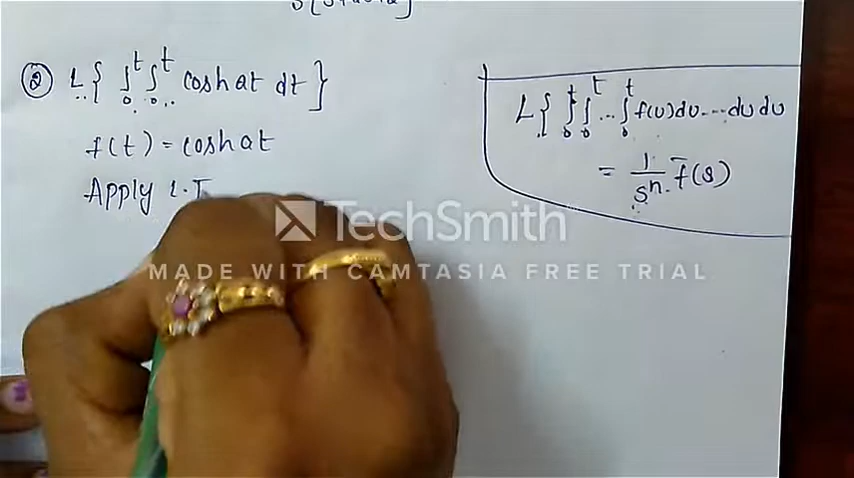 ② L{ ∫₀ᵗ ∫₀ᵗ coshat dt }
f(t) = coshat
Apply L.T
L{ ∫₀ᵗ ∫₀ᵗ ... ∫₀ᵗ f(u)du...du du
= 1/sⁿ. f̄(s)
TechSmith
MADE WITH CAMTASIA FREE TRIAL